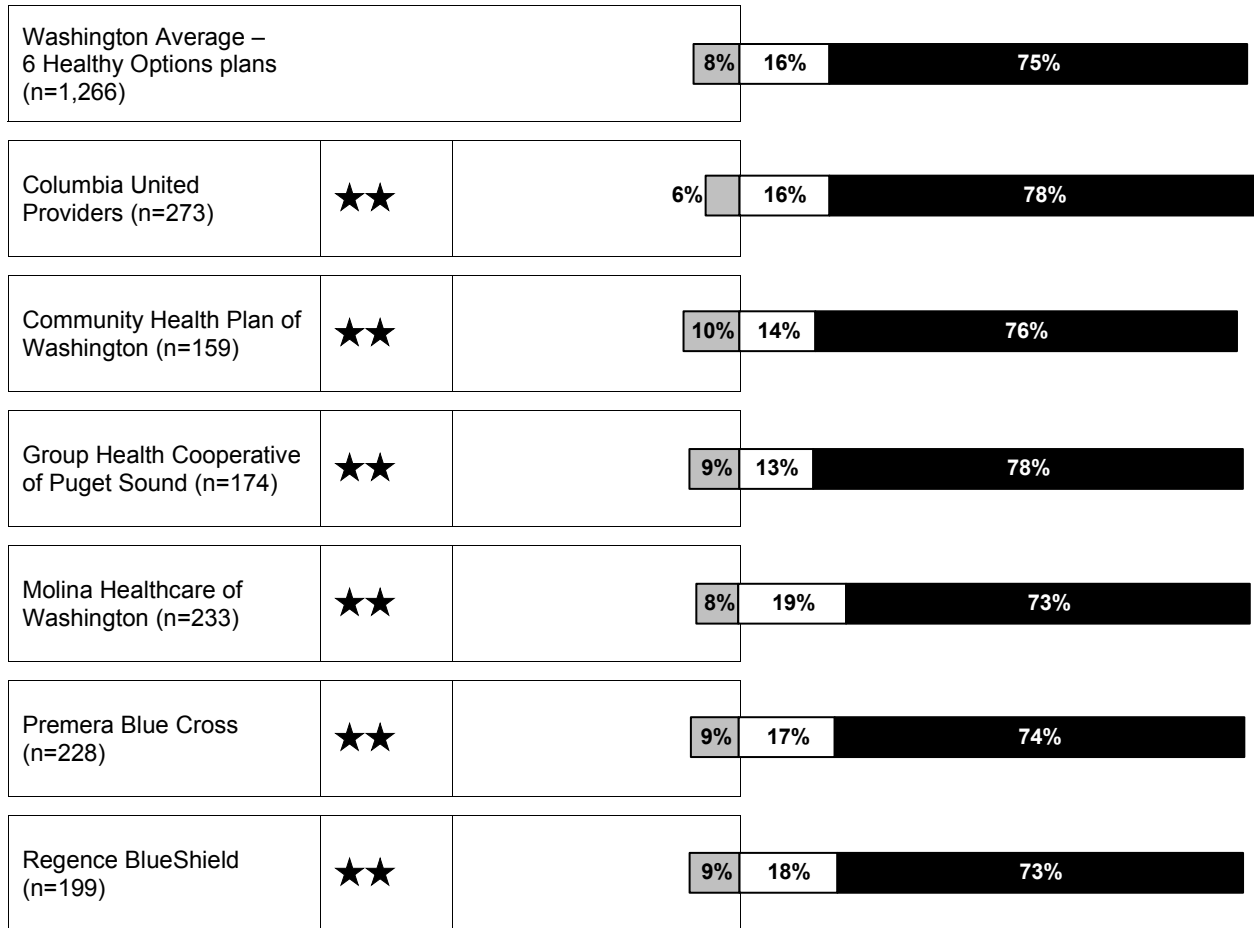 Washington Average –
6 Healthy Options plans
(n=1,266)
8% 16% 75%
Columbia United
Providers (n=273)
★★
6% 16% 78%
Community Health Plan of
Washington (n=159)
★★
10% 14% 76%
Group Health Cooperative
of Puget Sound (n=174)
★★
9% 13% 78%
Molina Healthcare of
Washington (n=233)
★★
8% 19% 73%
Premera Blue Cross
(n=228)
★★
9% 17% 74%
Regence BlueShield
(n=199)
★★
9% 18% 73%